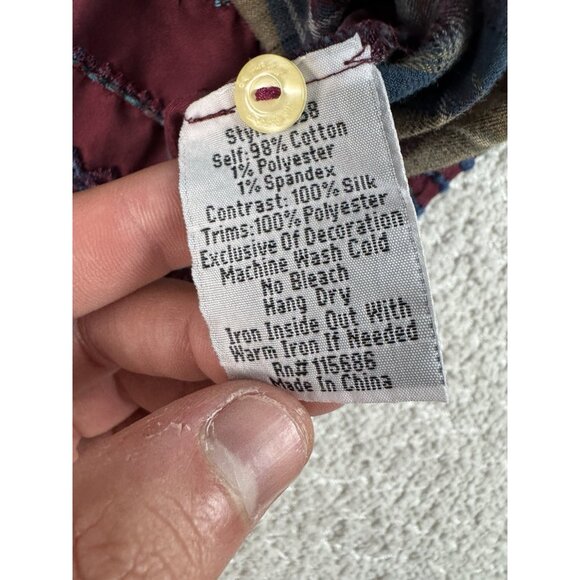 Self: 98% Cotton
1% Polyester
1% Spandex
Contrast: 100% Silk
Trims: 100% Polyester
Exclusive Of Decoration
Machine Wash Cold
No Bleach
Hang Dry
Iron Inside Out With
Warm Iron If Needed
Rn# 115686
Made In China